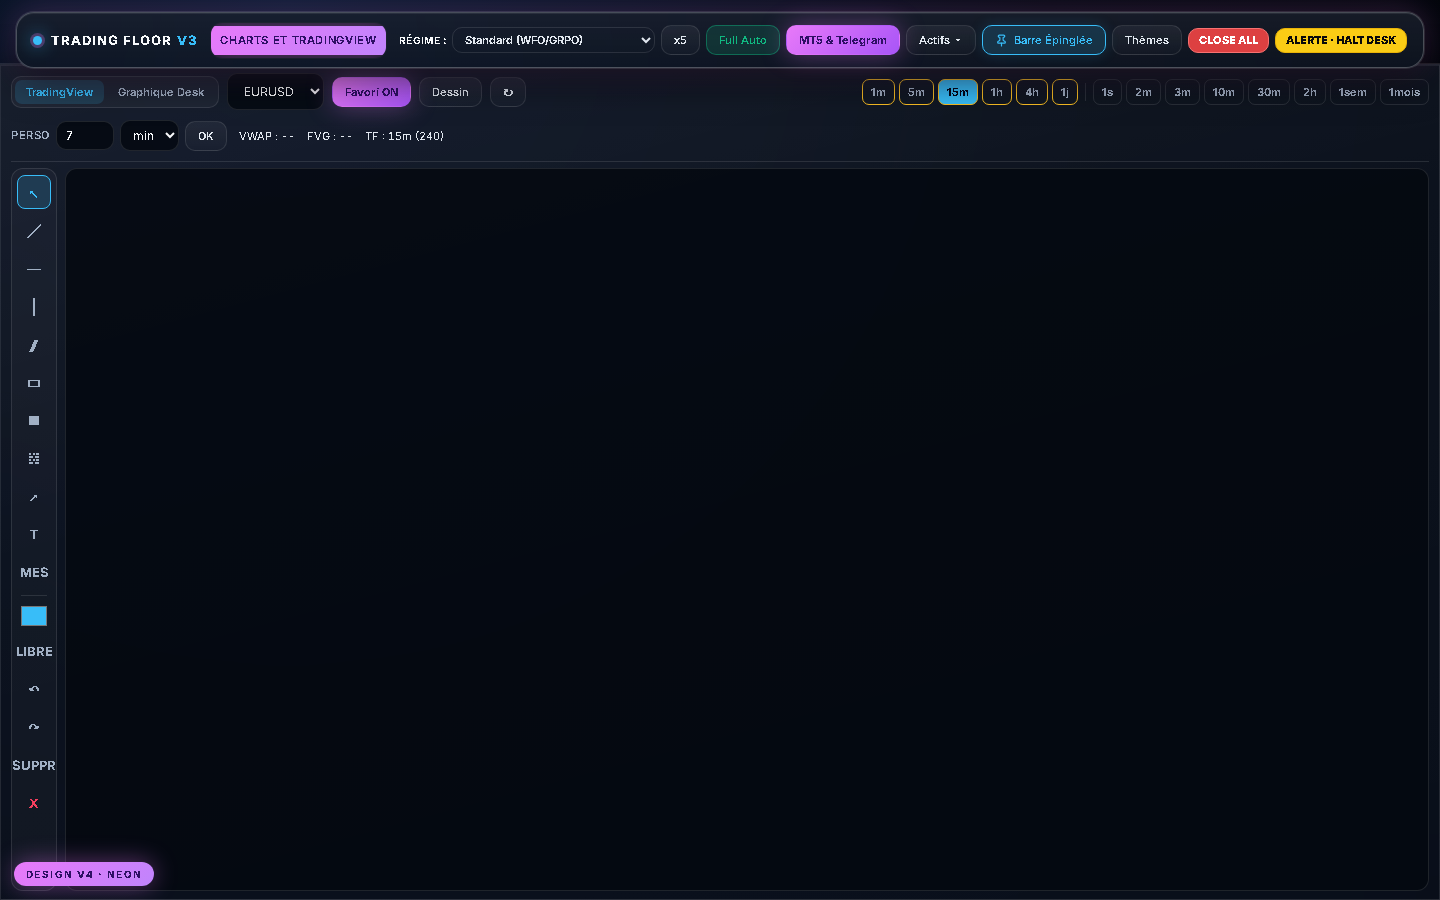 TRADING FLOOR V3 CHARTS ET TRADINGVIEW RÉGIME : Standard (WFO/GRPO) x5 Full Auto MT5 & Telegram Actifs Barre Épinglée Thèmes CLOSE ALL ALERTE · HALT DESK
TradingView Graphique Desk EURUSD Favori ON Dessin ↻ 1m 5m 15m 1h 4h 1j 1s 2m 3m 10m 30m 2h 1sem 1mois
PERSO 7 min OK VWAP : -- FVG : -- TF : 15m (240)
T
MES
LIBRE
SUPPR
X
DESIGN V4 · NEON